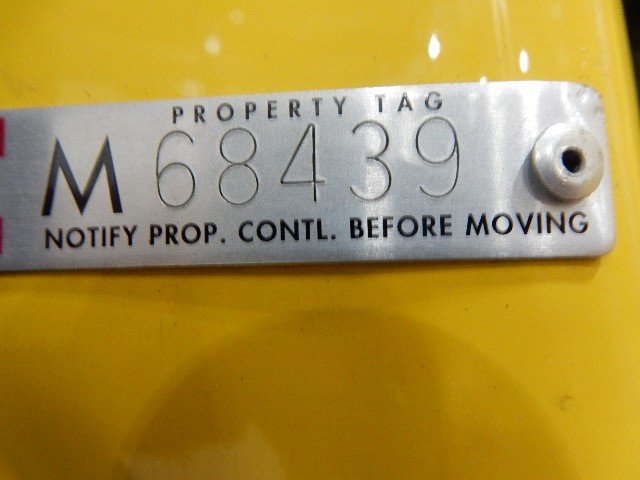 PROPERTY TAG
M 68439
NOTIFY PROP. CONTL. BEFORE MOVING